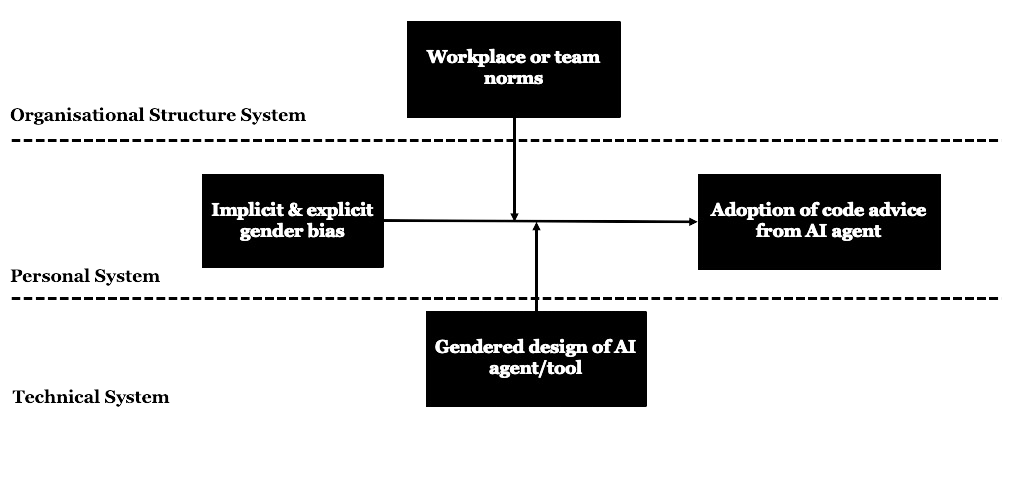 Workplace or team
norms
Organisational Structure System
Implicit & explicit
gender bias
Adoption of code advice
from AI agent
Personal System
Gendered design of AI
agent/tool
Technical System